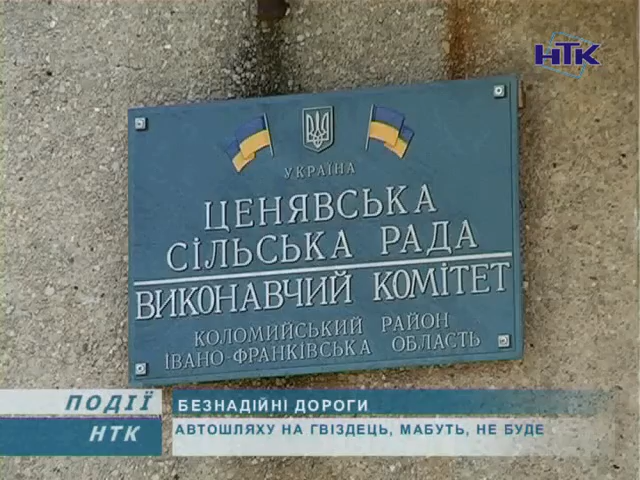 НТК
УКРАЇНА
ЦЕНЯВСЬКА
СІЛЬСЬКА РАДА
ВИКОНАВЧИЙ КОМІТЕТ
КОЛОМИЙСЬКИЙ РАЙОН
ІВАНО-ФРАНКІВСЬКА ОБЛАСТЬ
ПОДІЇ
НТК
БЕЗНАДІЙНІ ДОРОГИ
АВТОШЛЯХУ НА ГВІЗДЕЦЬ, МАБУТЬ, НЕ БУДЕ